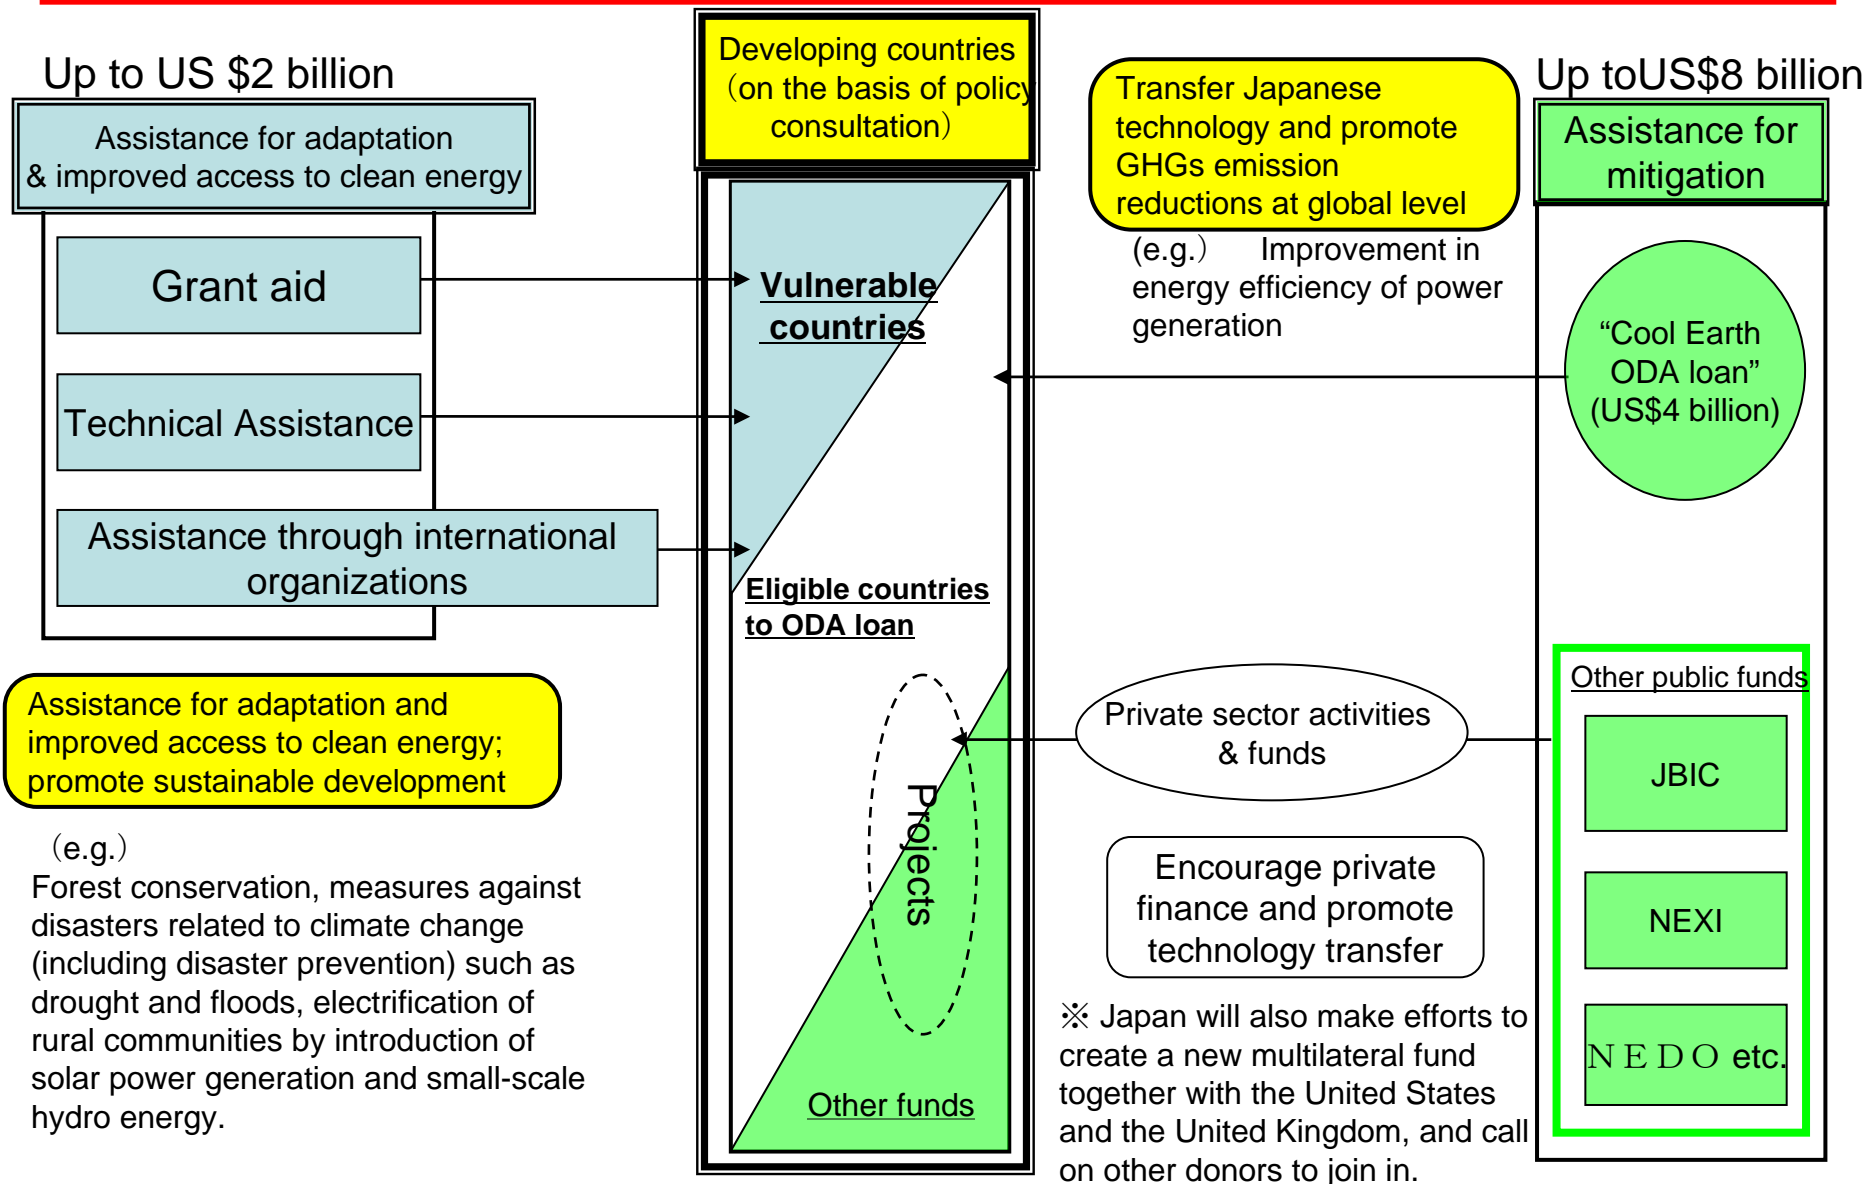 Up to US $2 billion
Assistance for adaptation
& improved access to clean energy
Grant aid
Technical Assistance
Assistance through international
organizations
Assistance for adaptation and
improved access to clean energy;
promote sustainable development
（e.g.）
Forest conservation, measures against
disasters related to climate change
(including disaster prevention) such as
drought and floods, electrification of
rural communities by introduction of
solar power generation and small-scale
hydro energy.
Developing countries
（on the basis of policy
consultation）
Vulnerable
countries
Eligible countries
to ODA loan
Projects
Other funds
Transfer Japanese
technology and promote
GHGs emission
reductions at global level
(e.g.） Improvement in
energy efficiency of power
generation
Private sector activities
& funds
Encourage private
finance and promote
technology transfer
※ Japan will also make efforts to
create a new multilateral fund
together with the United States
and the United Kingdom, and call
on other donors to join in.
Up toUS$8 billion
Assistance for
mitigation
“Cool Earth
ODA loan”
(US$4 billion)
Other public funds
JBIC
NEXI
ＮＥＤＯ etc.